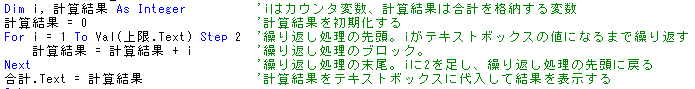 Dim i, 計算結果 As Integer 'iはカウンタ変数、計算結果は合計を格納する変数
計算結果 = 0 '計算結果を初期化する
For i = 1 To Val(上限.Text) Step 2 '繰り返し処理の先頭。iがテキストボックスの値になるまで繰り返す
計算結果 = 計算結果 + i '繰り返し処理のブロック。
Next '繰り返し処理の末尾。iに2を足し、繰り返し処理の先頭に戻る
合計.Text = 計算結果 '計算結果をテキストボックスに代入して結果を表示する